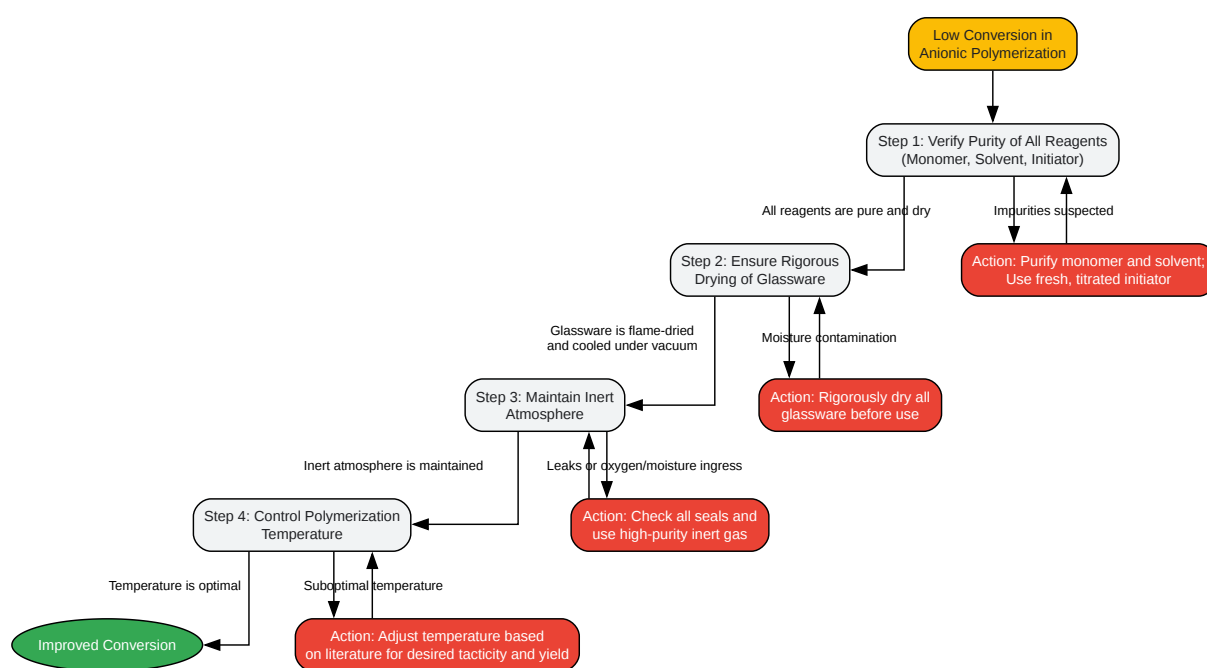 Low Conversion in
Anionic Polymerization
Step 1: Verify Purity of All Reagents
(Monomer, Solvent, Initiator)
All reagents are pure and dry
Impurities suspected
Step 2: Ensure Rigorous
Drying of Glassware
Action: Purify monomer and solvent;
Use fresh, titrated initiator
Glassware is flame-dried
and cooled under vacuum
Moisture contamination
Step 3: Maintain Inert
Atmosphere
Action: Rigorously dry all
glassware before use
Inert atmosphere is maintained
Leaks or oxygen/moisture ingress
Step 4: Control Polymerization
Temperature
Action: Check all seals and
use high-purity inert gas
Temperature is optimal
Suboptimal temperature
Improved Conversion
Action: Adjust temperature based
on literature for desired tacticity and yield